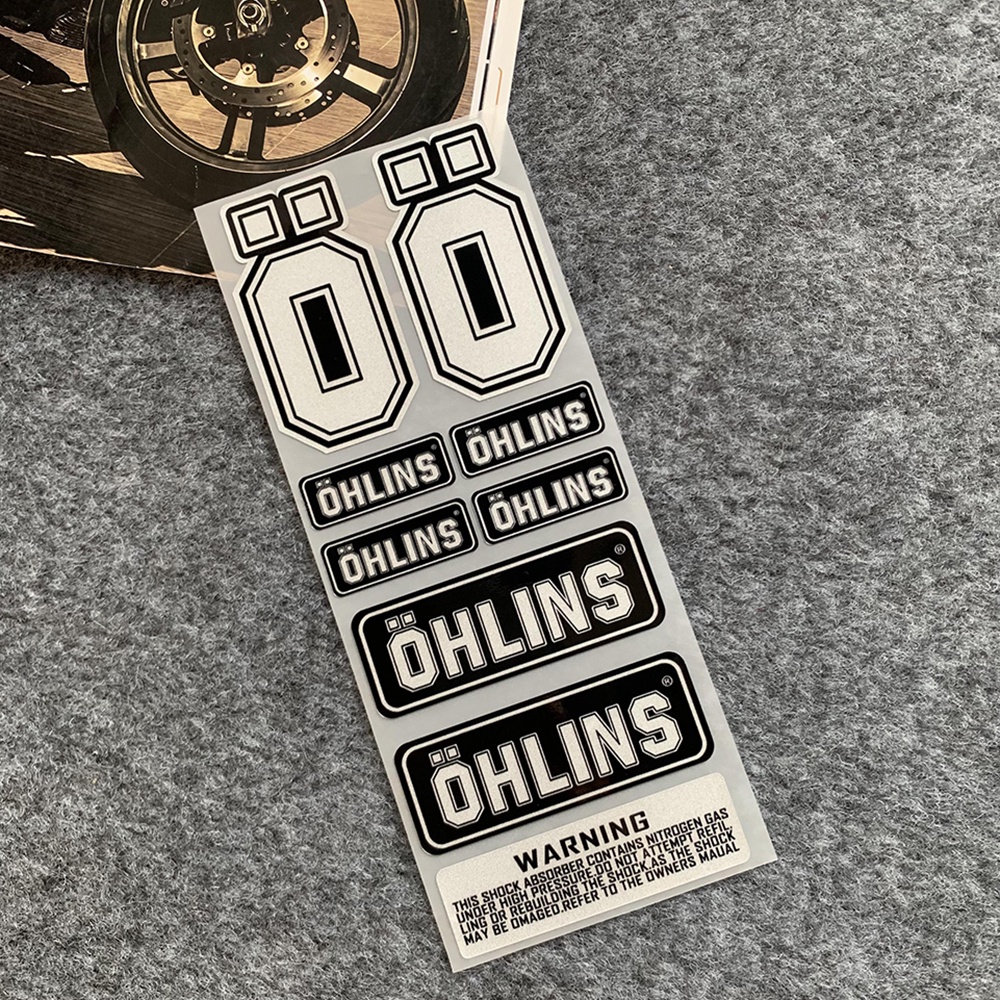 Ö Ö
ÖHLINS ÖHLINS
ÖHLINS ÖHLINS
ÖHLINS®
ÖHLINS®
WARNING
THIS SHOCK ABSORBER CONTAINS NITROGEN GAS
UNDER HIGH PRESSURE.DO NOT ATTEMPT REFIL
LING OR REBUILDING THE SHOCK.AS THE SHOCK
MAY BE OMAGED.REFER TO THE OWNERS MAUAL